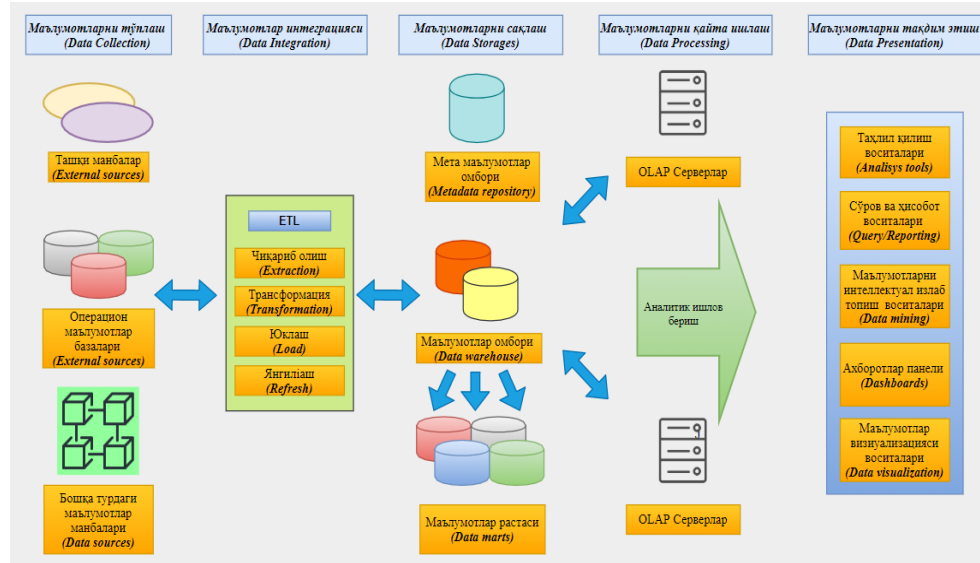 Маълумотларни тўплаш
(Data Collection)
Маълумотлар интеграцияси
(Data Integration)
Маълумотларни сақлаш
(Data Storages)
Маълумотларни қайта ишлаш
(Data Processing)
Маълумотларни тақдим этиш
(Data Presentation)
Ташқи манбалар
(External sources)
Операцион
маълумотлар
базалари
(External sources)
Бошқа турдаги
маълумотлар
манбалари
(Data sources)
ETL
Чиқариб олиш
(Extraction)
Трансформация
(Transformation)
Юклаш
(Load)
Янгилаш
(Refresh)
Мета маълумотлар
омбори
(Metadata repository)
Маълумотлар омбори
(Data warehouse)
Маълумотлар растаси
(Data marts)
OLAP Серверлар
Аналитик ишлов
бериш
OLAP Серверлар
Таҳлил қилиш
воситалари
(Analisys tools)
Сўров ва ҳисобот
воситалари
(Query/Reporting)
Маълумотларни
интеллектуал излаб
топиш воситалари
(Data mining)
Ахборотлар панели
(Dashboards)
Маълумотлар
визиуализацияси
воситалари
(Data visualization)